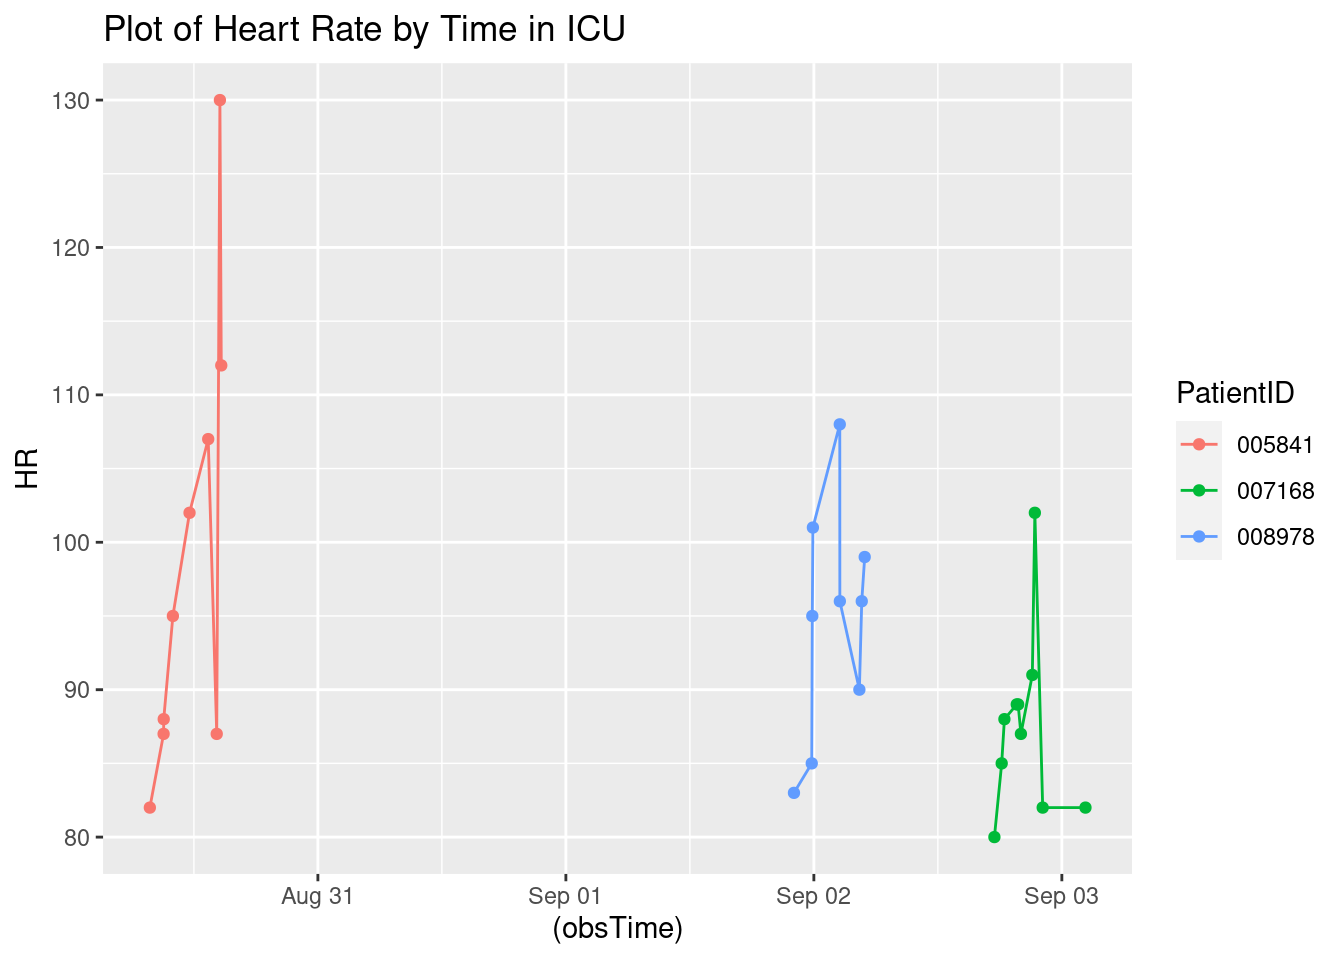 Plot of Heart Rate by Time in ICU
130
120
110
100
90
80
HR
Aug 31
Sep 01
Sep 02
Sep 03
(obsTime)
PatientID
005841
007168
008978